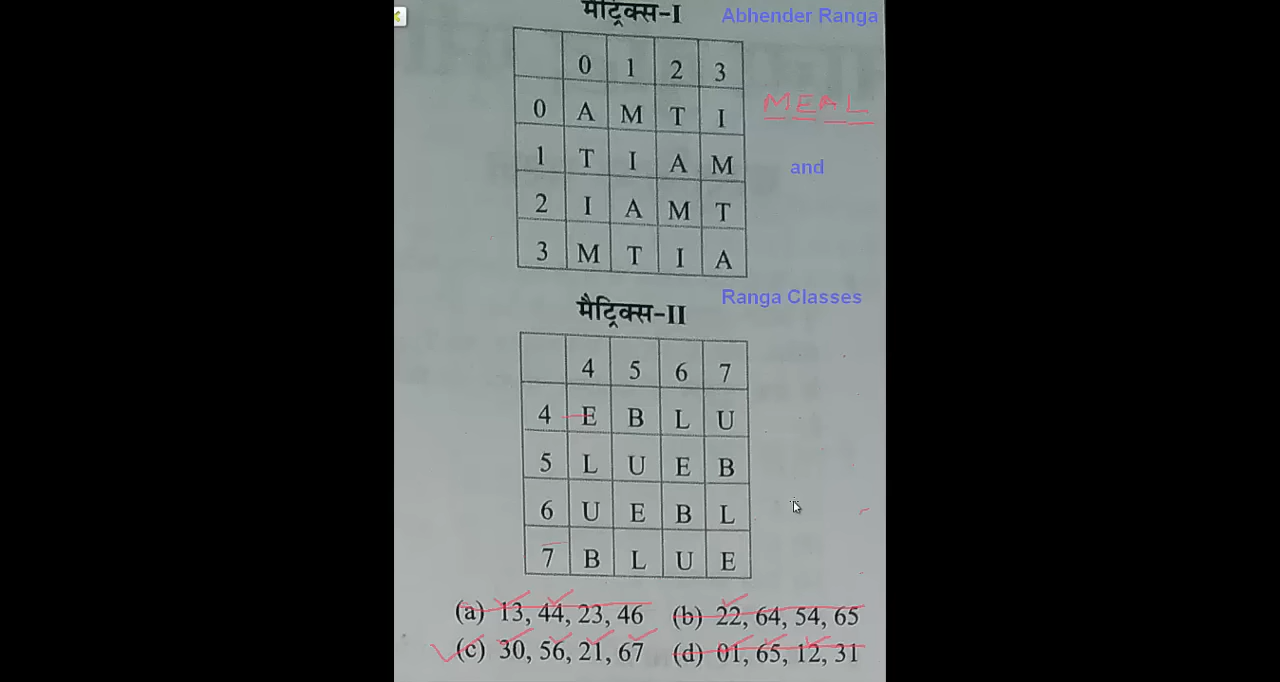 मैट्रिक्स-I
Abhender Ranga
0 1 2 3
0 A M T I
MEAL
1 T I A M
and
2 I A M T
3 M T I A
Ranga Classes
मैट्रिक्स-II
4 5 6 7
4 E B L U
5 L U E B
6 U E B L
7 B L U E
(a) 13, 44, 23, 46 (b) 22, 64, 54, 65
(c) 30, 56, 21, 67 (d) 01, 65, 12, 31